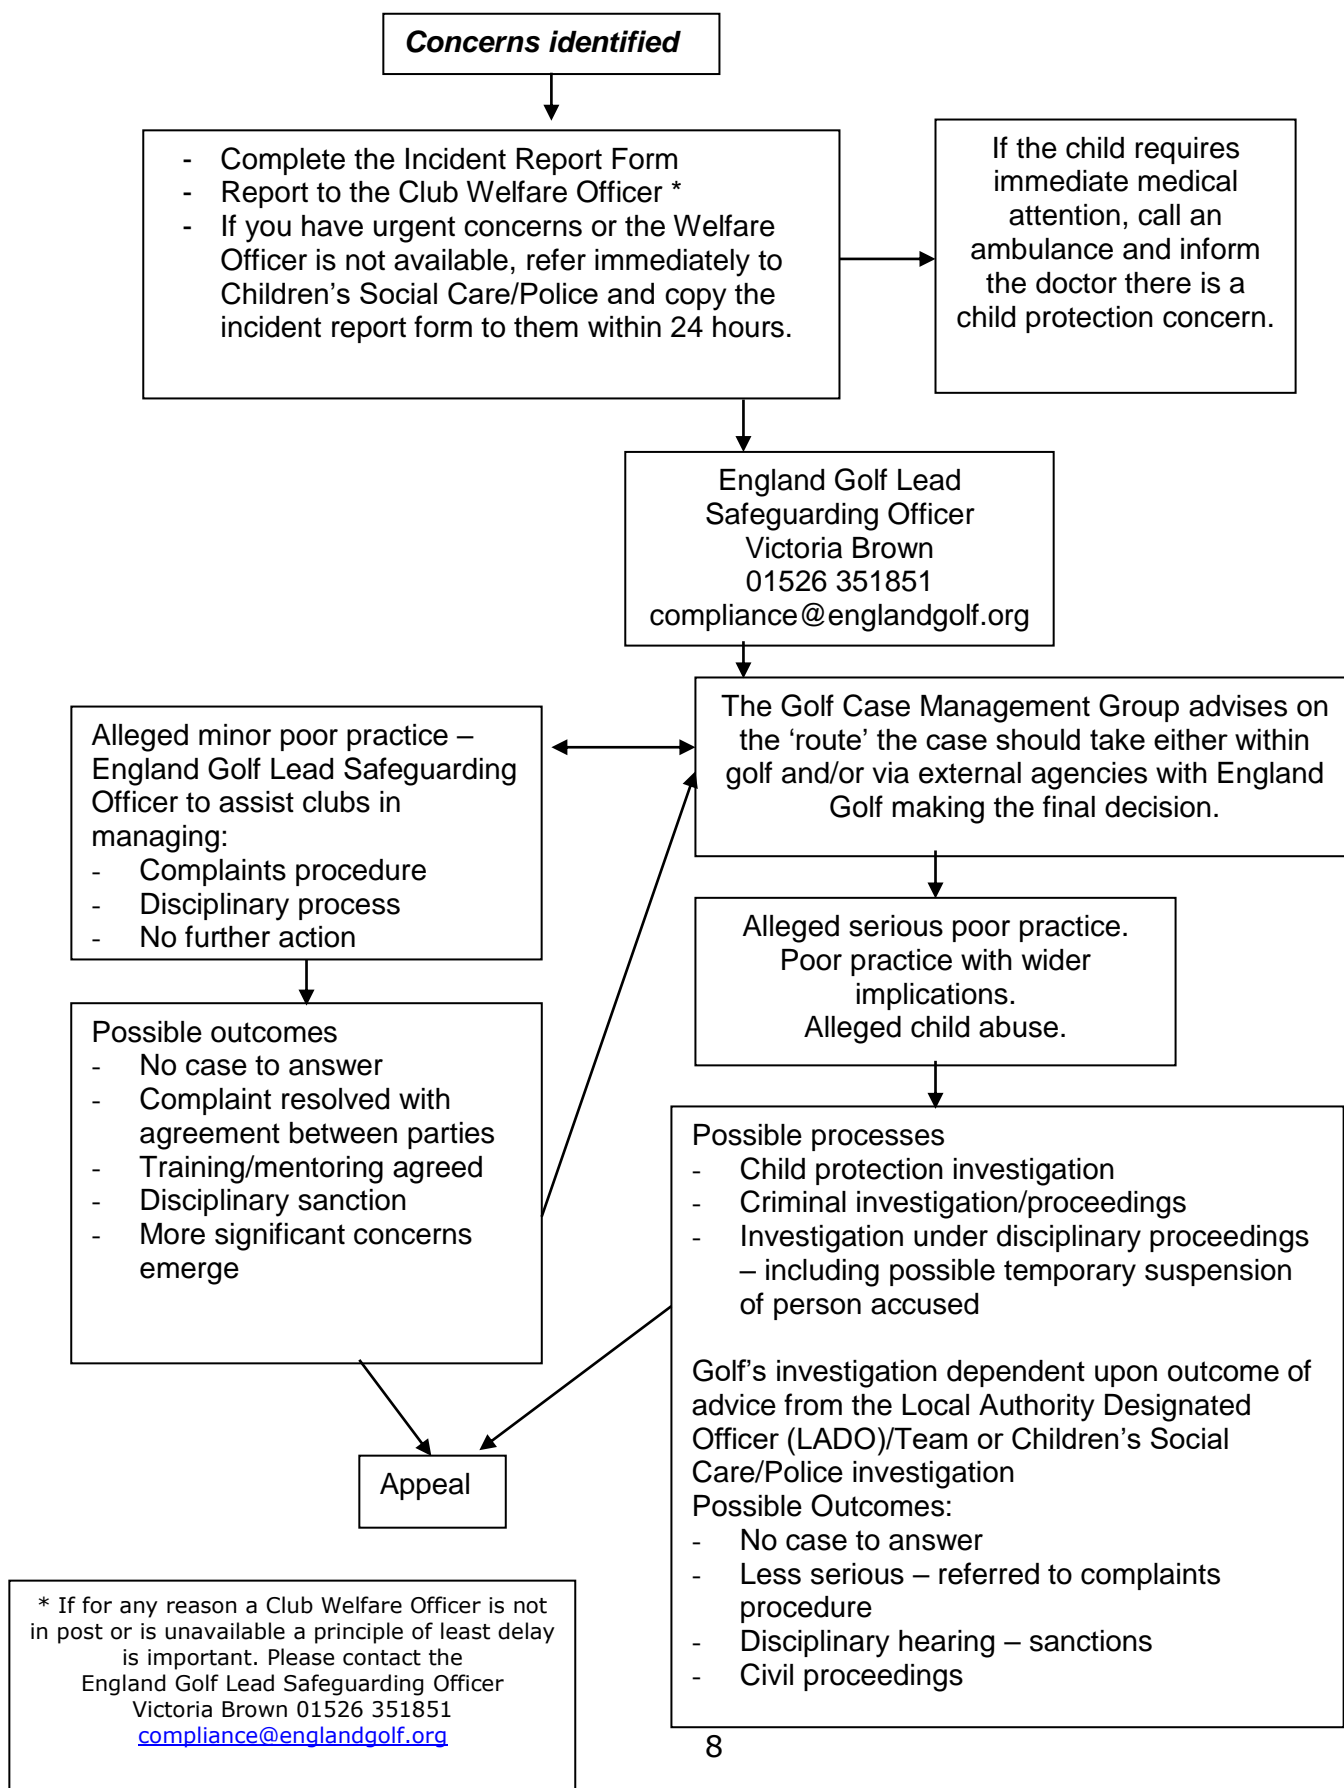 Concerns identified
- Complete the Incident Report Form
- Report to the Club Welfare Officer *
- If you have urgent concerns or the Welfare
Officer is not available, refer immediately to
Children’s Social Care/Police and copy the
incident report form to them within 24 hours.
If the child requires
immediate medical
attention, call an
ambulance and inform
the doctor there is a
child protection concern.
England Golf Lead
Safeguarding Officer
Victoria Brown
01526 351851
compliance@englandgolf.org
The Golf Case Management Group advises on
the ‘route’ the case should take either within
golf and/or via external agencies with England
Golf making the final decision.
Alleged minor poor practice –
England Golf Lead Safeguarding
Officer to assist clubs in
managing:
- Complaints procedure
- Disciplinary process
- No further action
Alleged serious poor practice.
Poor practice with wider
implications.
Alleged child abuse.
Possible outcomes
- No case to answer
- Complaint resolved with
agreement between parties
- Training/mentoring agreed
- Disciplinary sanction
- More significant concerns
emerge
Possible processes
- Child protection investigation
- Criminal investigation/proceedings
- Investigation under disciplinary proceedings
– including possible temporary suspension
of person accused
Golf’s investigation dependent upon outcome of
advice from the Local Authority Designated
Officer (LADO)/Team or Children’s Social
Care/Police investigation
Possible Outcomes:
- No case to answer
- Less serious – referred to complaints
procedure
- Disciplinary hearing – sanctions
- Civil proceedings
Appeal
* If for any reason a Club Welfare Officer is not
in post or is unavailable a principle of least delay
is important. Please contact the
England Golf Lead Safeguarding Officer
Victoria Brown 01526 351851
compliance@englandgolf.org
8